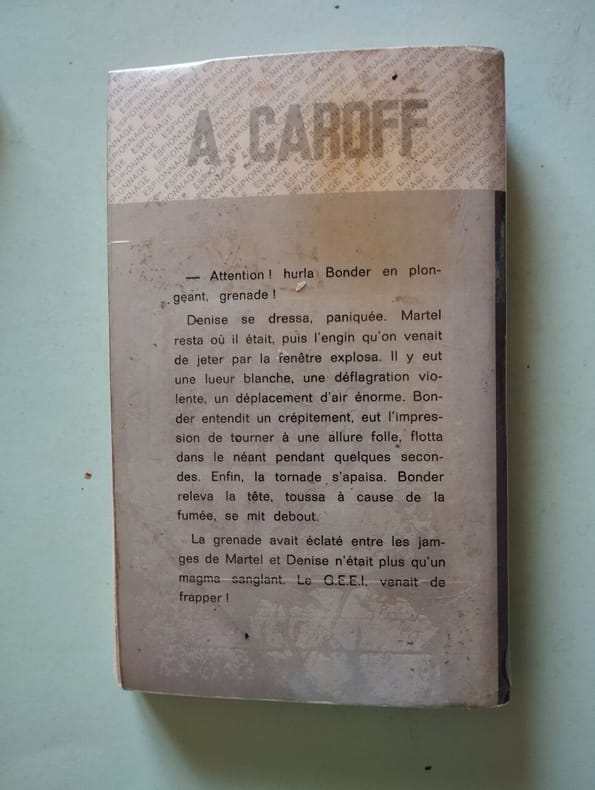 A. CAROFF
— Attention ! hurla Bonder en plon-
geant, grenade !
Denise se dressa, paniquée. Martel
resta où il était, puis l'engin qu'on venait
de jeter par la fenêtre explosa. Il y eut
une lueur blanche, une déflagration vio-
lente, un déplacement d'air énorme. Bon-
der entendit un crépitement, eut l'impres-
sion de tourner à une allure folle, flotta
dans le néant pendant quelques secon-
des. Enfin, la tornade s'apaisa. Bonder
releva la tête, toussa à cause de la
fumée, se mit debout.
La grenade avait éclaté entre les jam-
ges de Martel et Denise n'était plus qu'un
magma sanglant. Le G.E.E.I. venait de
frapper !